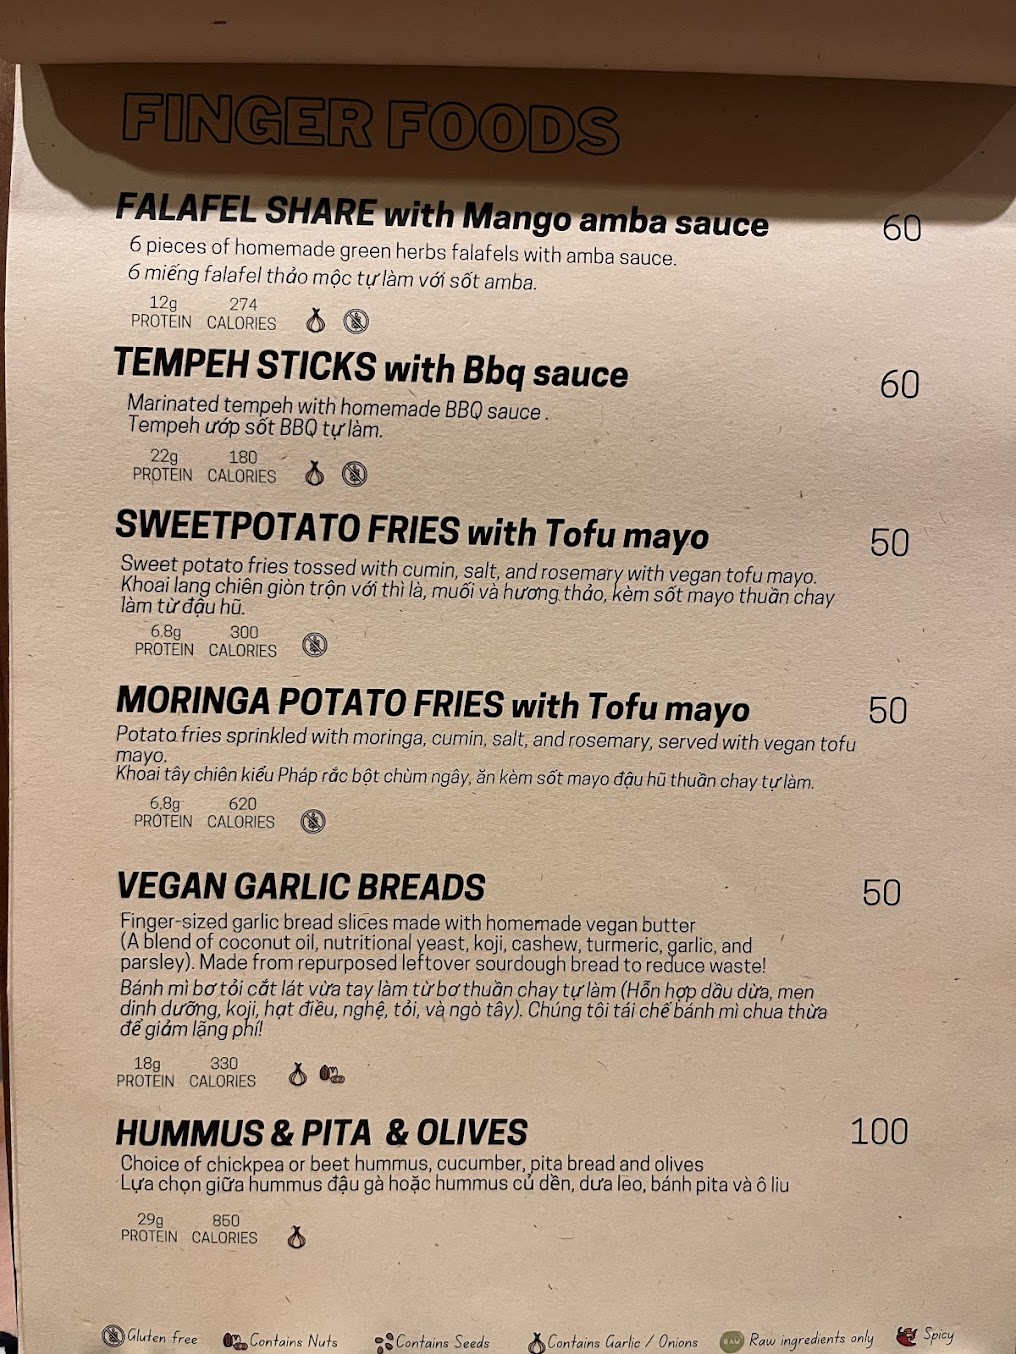 FINGER FOODS
FALAFEL SHARE with Mango amba sauce 60
6 pieces of homemade green herbs falafels with amba sauce.
6 miếng falafel thảo mộc tự làm với sốt amba.
12g 274
PROTEIN CALORIES
TEMPEH STICKS with Bbq sauce 60
Marinated tempeh with homemade BBQ sauce .
Tempeh ướp sốt BBQ tự làm.
22g 180
PROTEIN CALORIES
SWEETPOTATO FRIES with Tofu mayo 50
Sweet potato fries tossed with cumin, salt, and rosemary with vegan tofu mayo.
Khoai lang chiên giòn trộn với thì là, muối và hương thảo, kèm sốt mayo thuần chay
làm từ đậu hũ.
6.8g 300
PROTEIN CALORIES
MORINGA POTATO FRIES with Tofu mayo 50
Potato fries sprinkled with moringa, cumin, salt, and rosemary, served with vegan tofu
mayo.
Khoai tây chiên kiểu Pháp rắc bột chùm ngây, ăn kèm sốt mayo đậu hũ thuần chay tự làm.
6,8g 620
PROTEIN CALORIES
VEGAN GARLIC BREADS 50
Finger-sized garlic bread slices made with homemade vegan butter
(A blend of coconut oil, nutritional yeast, koji, cashew, turmeric, garlic, and
parsley). Made from repurposed leftover sourdough bread to reduce waste!
Bánh mì bơ tỏi cắt lát vừa tay làm từ bơ thuần chay tự làm (Hỗn hợp dầu dừa, men
dinh dưỡng, koji, hạt điều, nghệ, tỏi, và ngò tây). Chúng tôi tái chế bánh mì chua thừa
để giảm lãng phí!
18g 330
PROTEIN CALORIES
HUMMUS & PITA & OLIVES 100
Choice of chickpea or beet hummus, cucumber, pita bread and olives
Lựa chọn giữa hummus đậu gà hoặc hummus củ dền, dưa leo, bánh pita và ô liu
29g 850
PROTEIN CALORIES
Gluten free Contains Nuts Contains Seeds Contains Garlic / Onions RAW Raw ingredients only Spicy